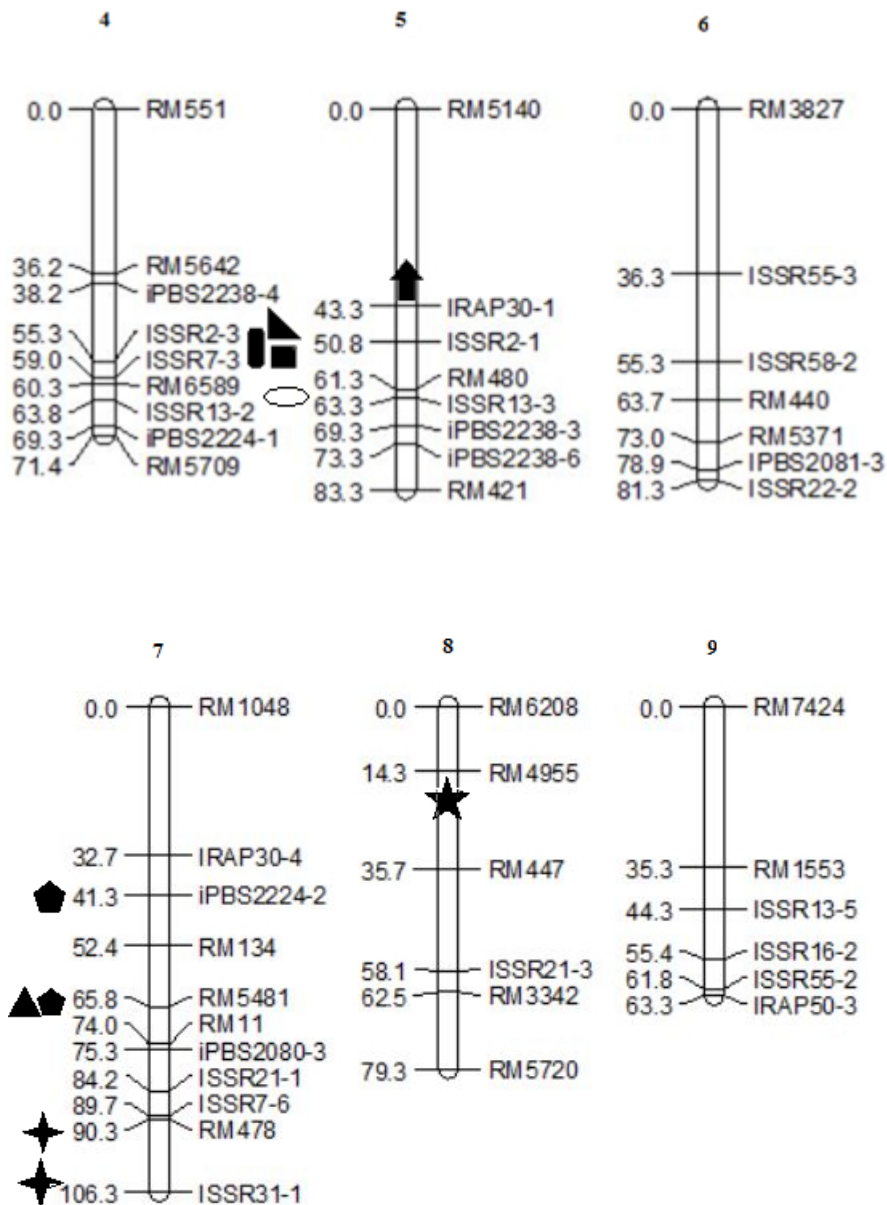 4
0.0 RM551
36.2 RM5642
38.2 iPBS2238-4
55.3 ISSR2-3
59.0 ISSR7-3
60.3 RM6589
63.8 ISSR13-2
69.3 iPBS2224-1
71.4 RM5709
5
0.0 RM5140
43.3 IRAP30-1
50.8 ISSR2-1
61.3 RM480
63.3 ISSR13-3
69.3 iPBS2238-3
73.3 iPBS2238-6
83.3 RM421
6
0.0 RM3827
36.3 ISSR55-3
55.3 ISSR58-2
63.7 RM440
73.0 RM5371
78.9 IPBS2081-3
81.3 ISSR22-2
7
0.0 RM1048
32.7 IRAP30-4
41.3 iPBS2224-2
52.4 RM134
65.8 RM5481
74.0 RM11
75.3 iPBS2080-3
84.2 ISSR21-1
89.7 ISSR7-6
90.3 RM478
106.3 ISSR31-1
8
0.0 RM6208
14.3 RM4955
35.7 RM447
58.1 ISSR21-3
62.5 RM3342
79.3 RM5720
9
0.0 RM7424
35.3 RM1553
44.3 ISSR13-5
55.4 ISSR16-2
61.8 ISSR55-2
63.3 IRAP50-3